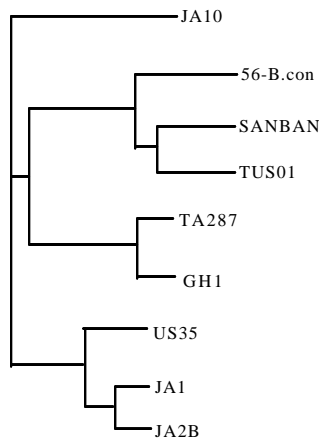 JA10
56-B.con
SANBAN
TUS01
TA287
GH1
US35
JA1
JA2B